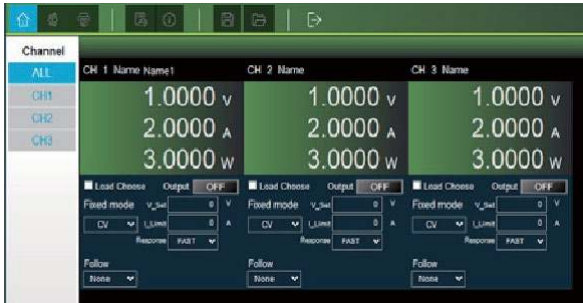 Channel
ALL
CH1
CH2
CH3
CH 1 Name Name1
1.0000 V
2.0000 A
3.0000 W
Load Choose Output OFF
Fixed mode V_Set 0 V
CV I_Limit 0 A
Response FAST
Follow
None
CH 2 Name
1.0000 V
2.0000 A
3.0000 W
Load Choose Output OFF
Fixed mode V_Set 0 V
CV I_Limit 0 A
Response FAST
Follow
None
CH 3 Name
1.0000 V
2.0000 A
3.0000 W
Load Choose Output OFF
Fixed mode V_Set 0 V
CV I_Limit 0 A
Response FAST
Follow
None